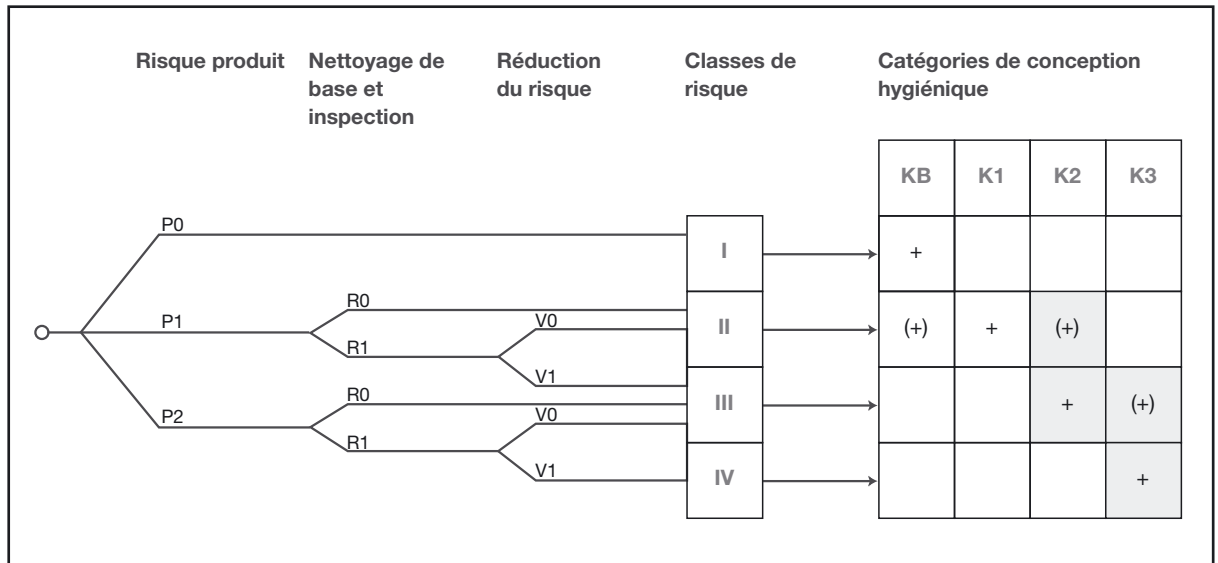 Risque produit
Nettoyage de
base et
inspection
Réduction
du risque
Classes de
risque
Catégories de conception
hygiénique
KB K1 K2 K3
P0
I
+
R0
P1
V0
II
(+) + (+)
R1
V1
R0
III
+ (+)
P2
V0
R1
V1
IV
+